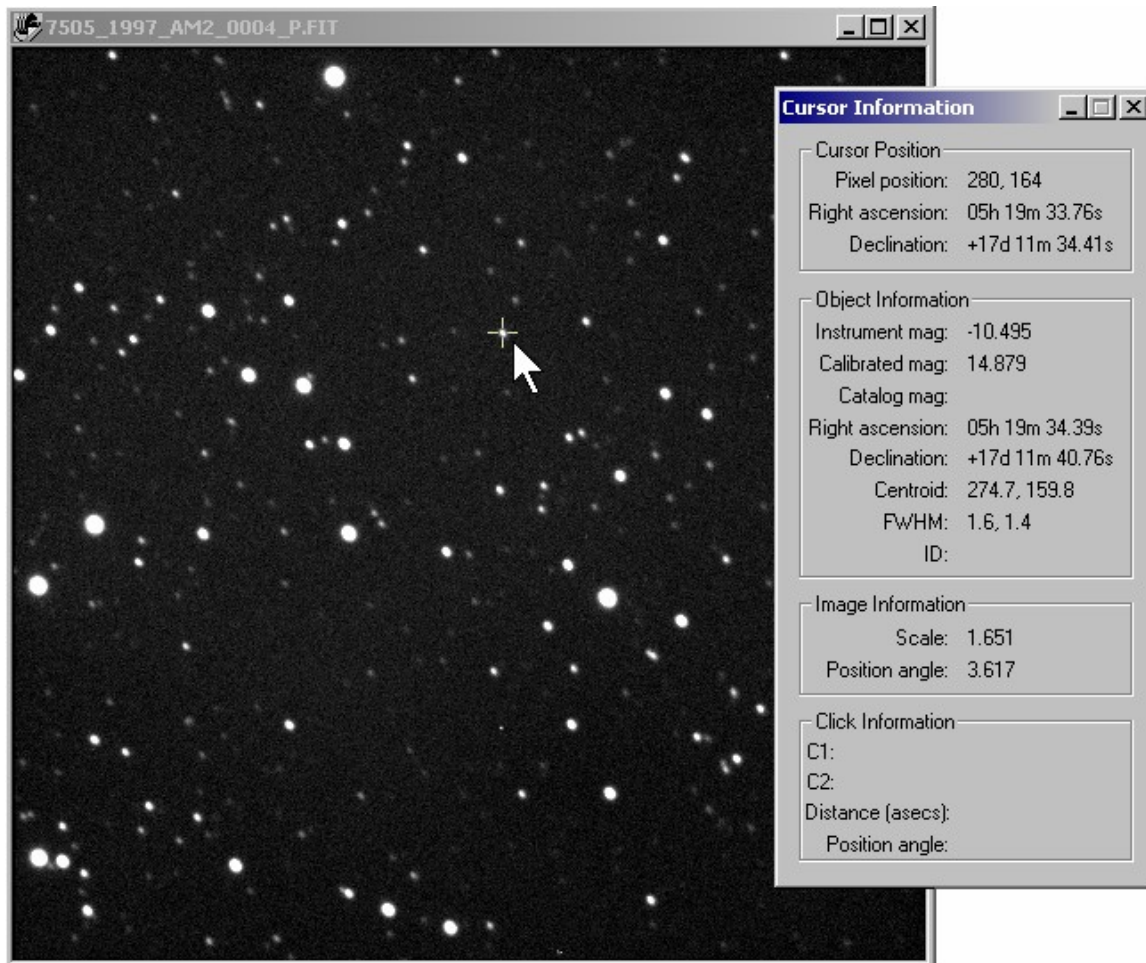 7505_1997_AM2_0004_P.FIT
Cursor Information
Cursor Position
Pixel position: 280, 164
Right ascension: 05h 19m 33.76s
Declination: +17d 11m 34.41s
Object Information
Instrument mag: -10.495
Calibrated mag: 14.879
Catalog mag:
Right ascension: 05h 19m 34.39s
Declination: +17d 11m 40.76s
Centroid: 274.7, 159.8
FWHM: 1.6, 1.4
ID:
Image Information
Scale: 1.651
Position angle: 3.617
Click Information
C1:
C2:
Distance (asecs):
Position angle: